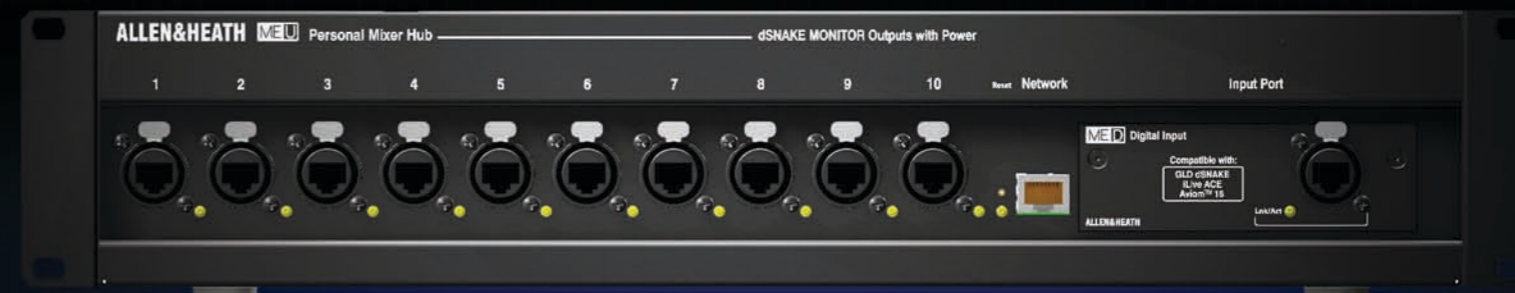 ALLEN&HEATH ME U Personal Mixer Hub dSNAKE MONITOR Outputs with Power
1 2 3 4 5 6 7 8 9 10 Reset Network Input Port
ME D Digital Input
Compatible with:
GLD dSNAKE
iLive ACE
Aviom™ 16
Lnk/Act
ALLEN&HEATH